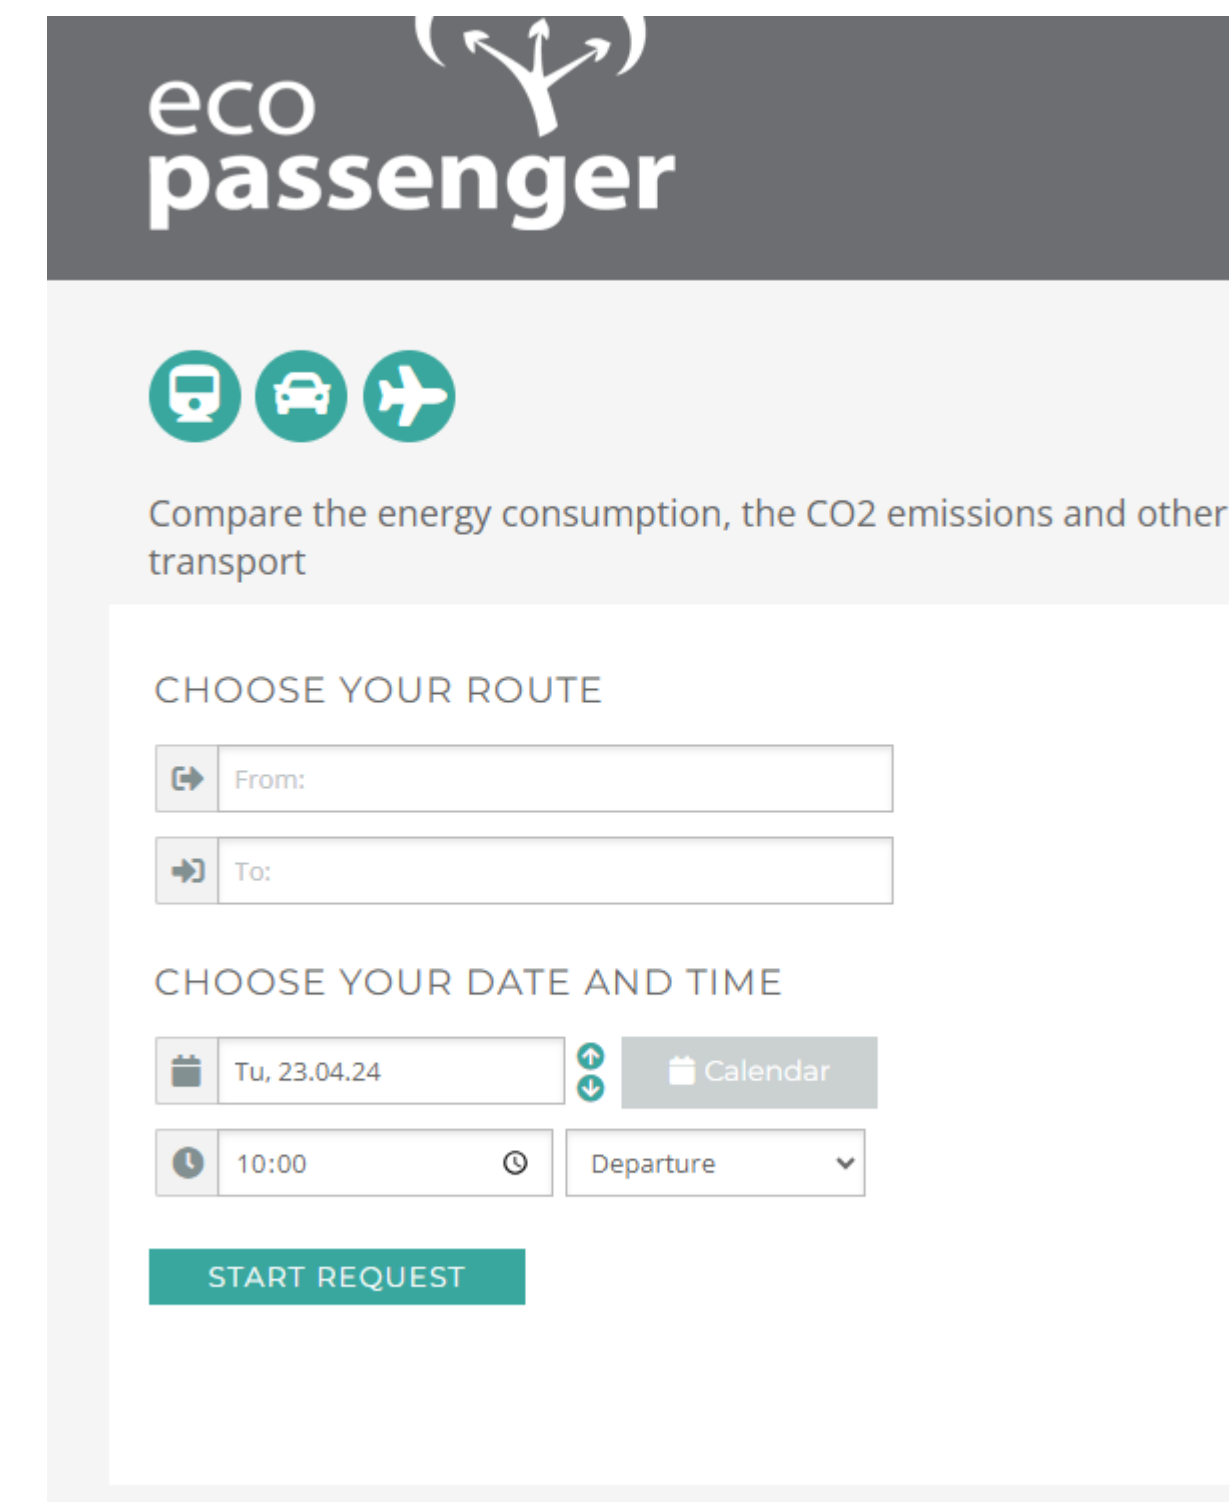 eco
passenger
Compare the energy consumption, the CO2 emissions and other
transport
CHOOSE YOUR ROUTE
From:
To:
CHOOSE YOUR DATE AND TIME
Tu, 23.04.24
Calendar
10:00
Departure
START REQUEST